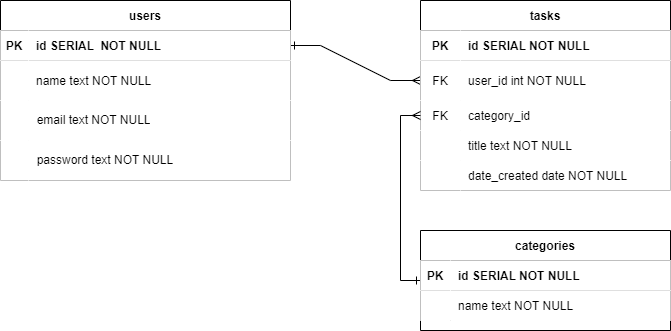 users
PK id SERIAL  NOT NULL
name text NOT NULL
email text NOT NULL
password text NOT NULL
tasks
PK id SERIAL NOT NULL
FK user_id int NOT NULL
FK category_id
title text NOT NULL
date_created date NOT NULL
categories
PK id SERIAL NOT NULL
name text NOT NULL